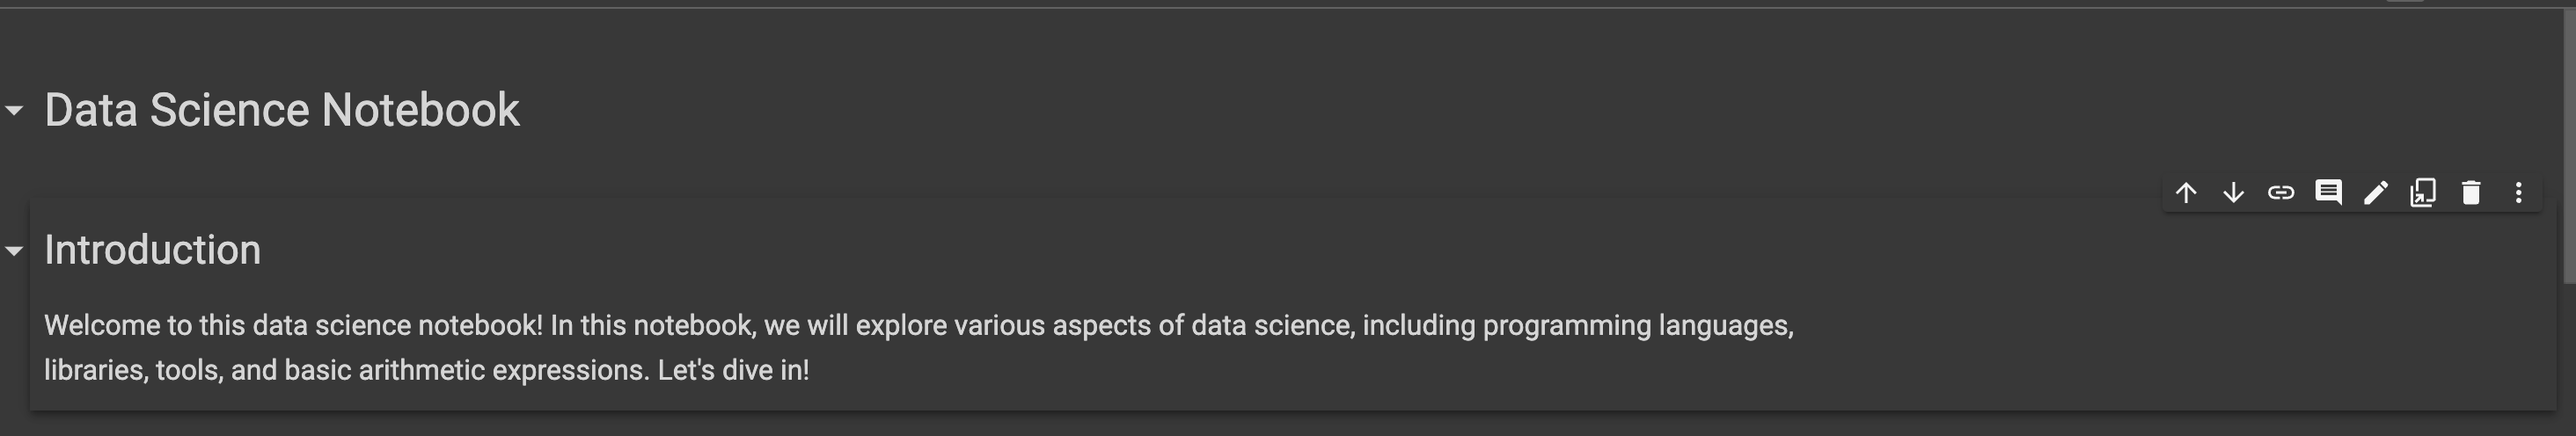 Data Science Notebook
Introduction
Welcome to this data science notebook! In this notebook, we will explore various aspects of data science, including programming languages,
libraries, tools, and basic arithmetic expressions. Let's dive in!